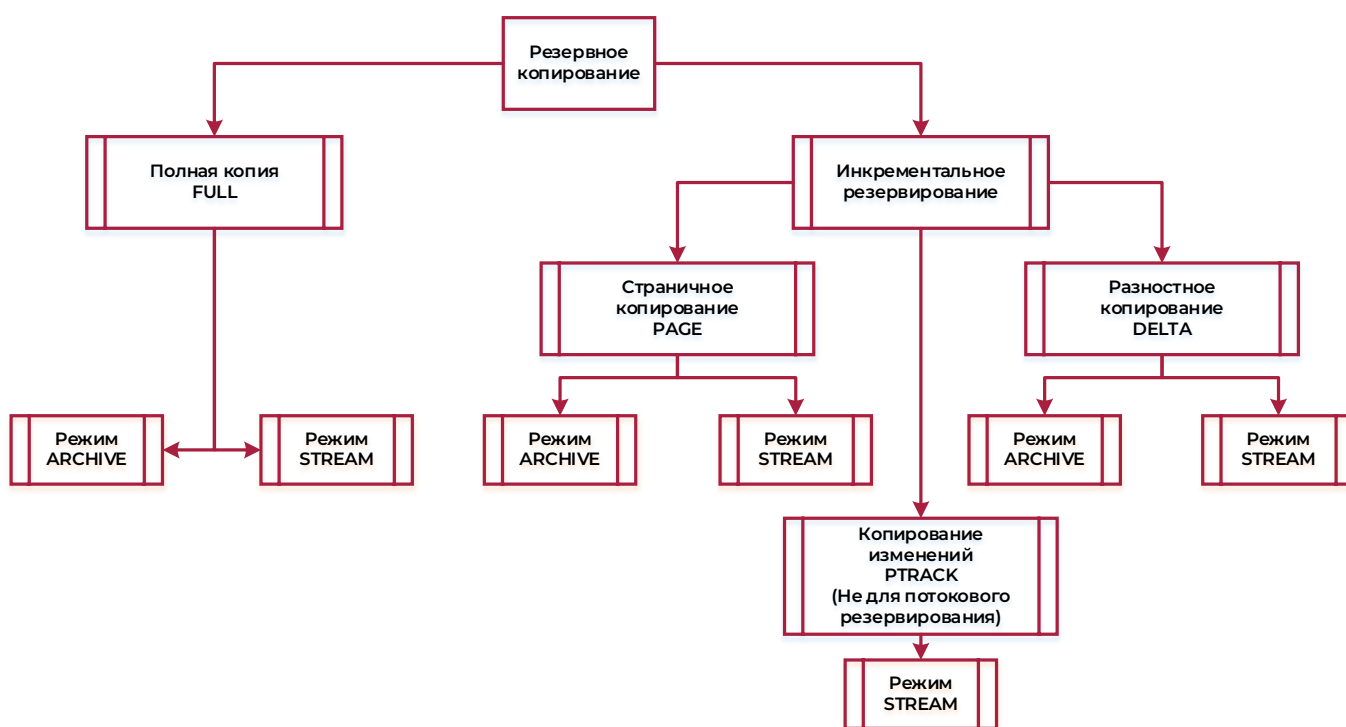 Резервное
копирование
Полная копия
FULL
Инкрементальное
резервирование
Страничное
копирование
PAGE
Разностное
копирование
DELTA
Режим
ARCHIVE
Режим
STREAM
Режим
ARCHIVE
Режим
STREAM
Режим
ARCHIVE
Режим
STREAM
Копирование
изменений
PTRACK
(Не для потокового
резервирования)
Режим
STREAM